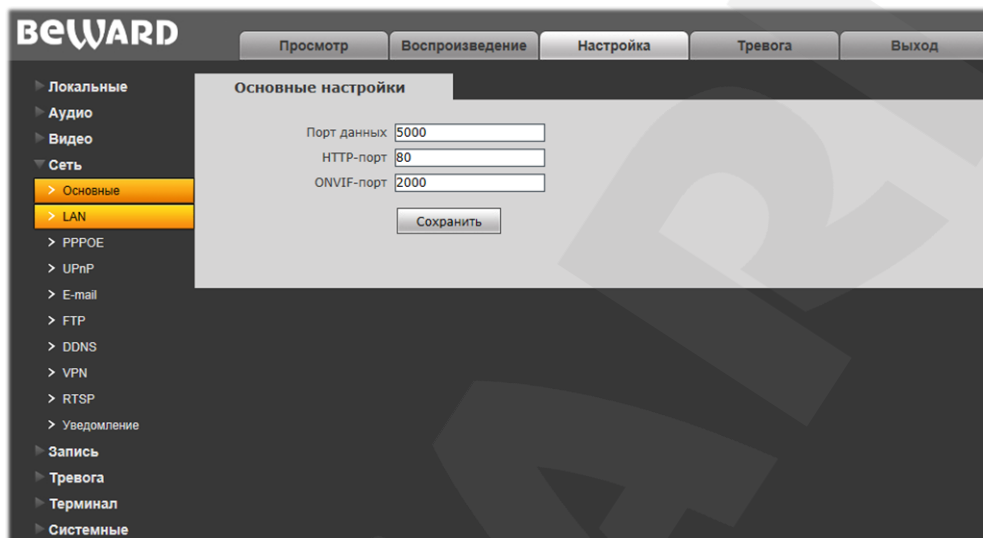 BEWARD
Просмотр
Воспроизведение
Настройка
Тревога
Выход
Локальные
Аудио
Видео
Сеть
Основные
LAN
PPPOE
UPnP
E-mail
FTP
DDNS
VPN
RTSP
Уведомление
Запись
Тревога
Терминал
Системные
Основные настройки
Порт данных 5000
HTTP-порт 80
ONVIF-порт 2000
Сохранить